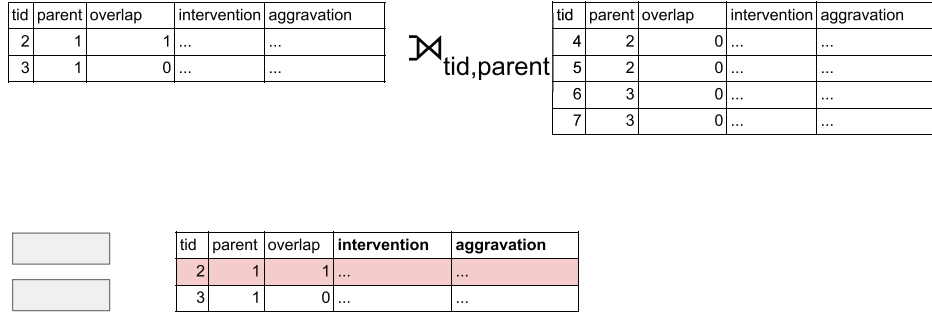 tid parent overlap intervention aggravation
2 1 1 ... ...
3 1 0 ... ...
⟕ tid,parent
tid parent overlap intervention aggravation
4 2 0 ... ...
5 2 0 ... ...
6 3 0 ... ...
7 3 0 ... ...
tid parent overlap intervention aggravation
2 1 1 ... ...
3 1 0 ... ...